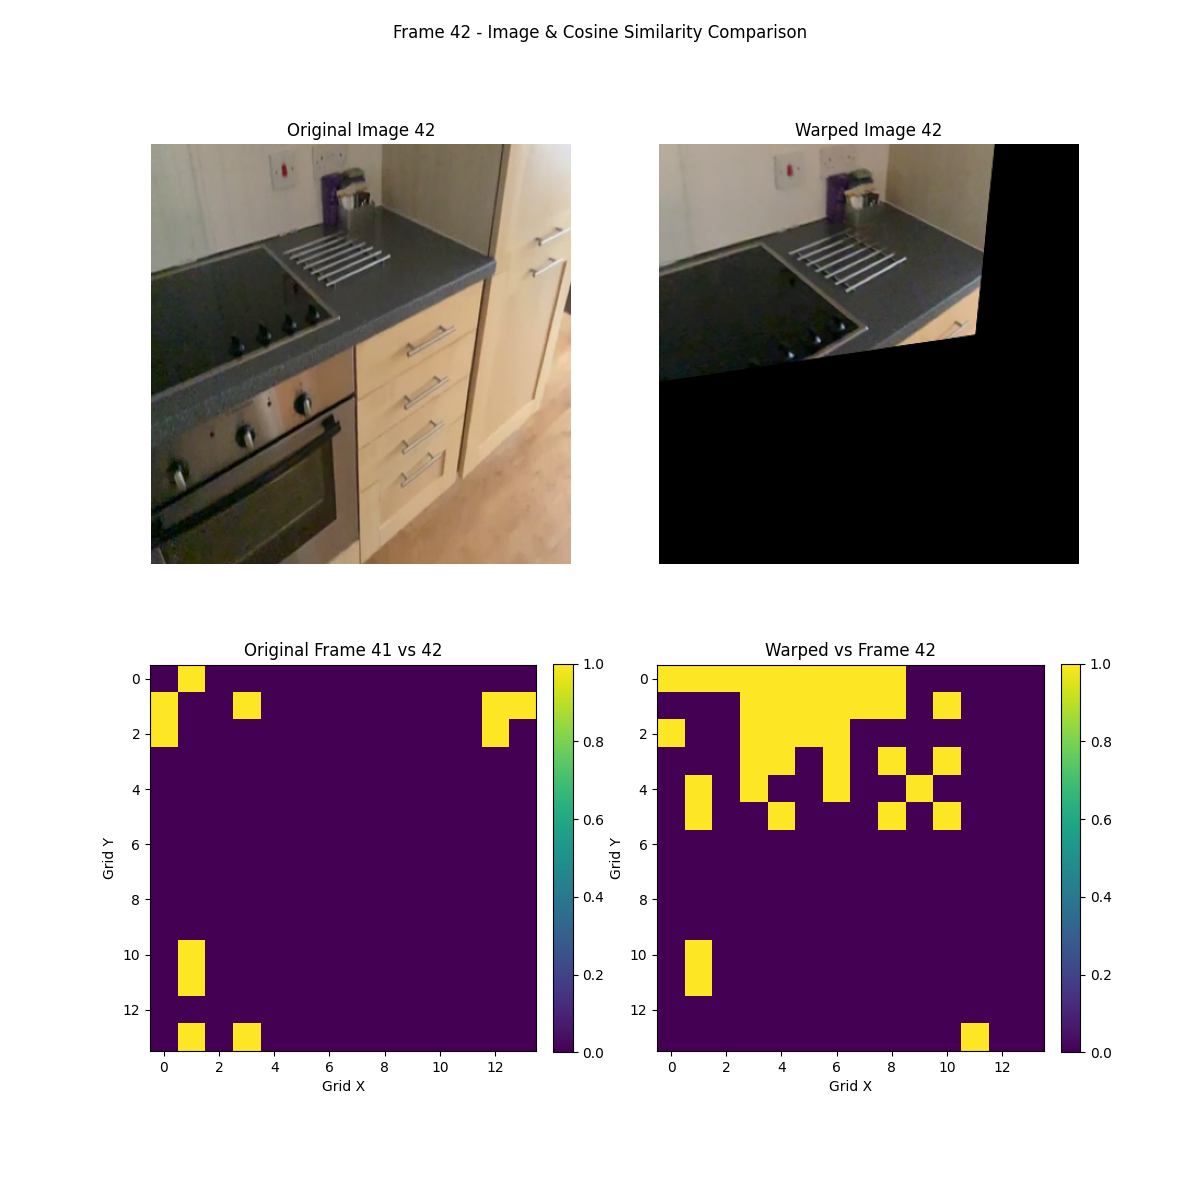 Frame 42 - Image & Cosine Similarity Comparison
Original Image 42
Warped Image 42
Original Frame 41 vs 42
Warped vs Frame 42
Grid Y
0
2
4
6
8
10
12
0 2 4 6 8 10 12
Grid X
1.0
0.8
0.6
0.4
0.2
0.0
Grid Y
0
2
4
6
8
10
12
0 2 4 6 8 10 12
Grid X
1.0
0.8
0.6
0.4
0.2
0.0